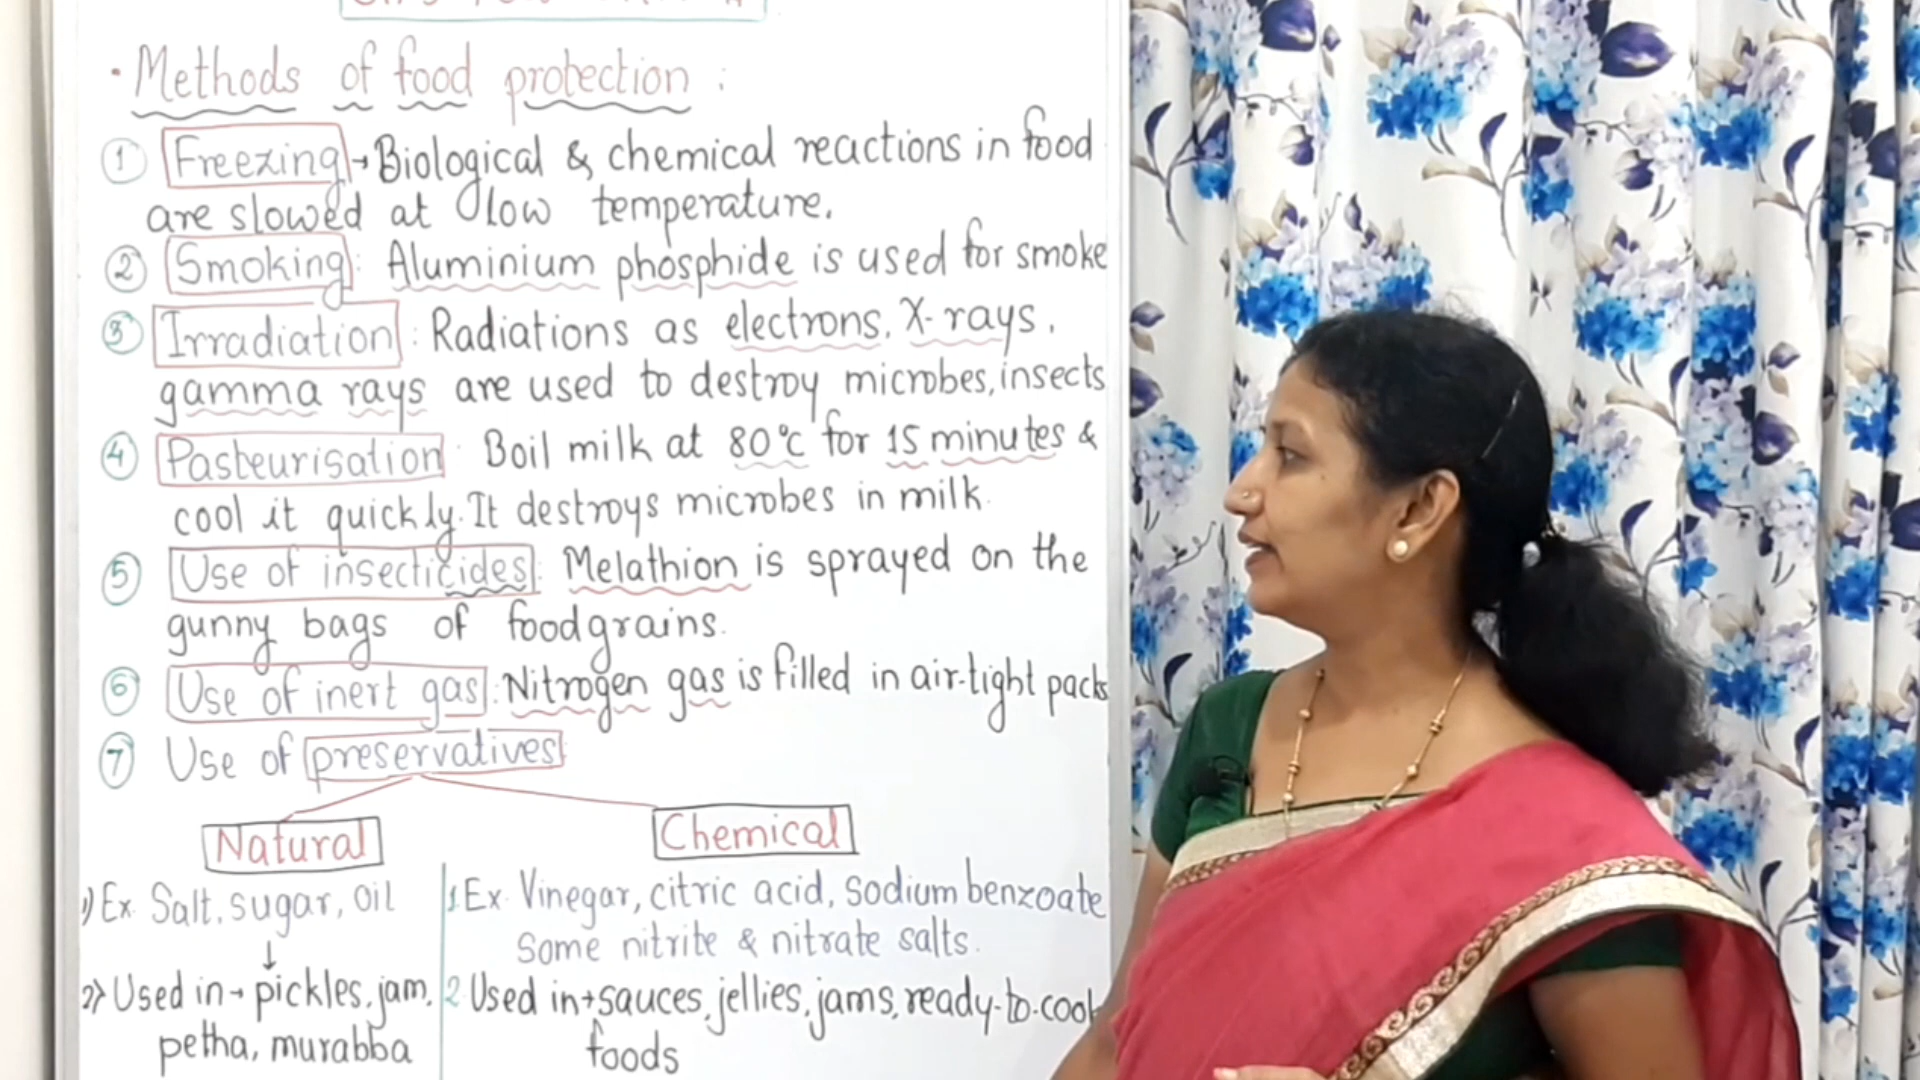 • Methods of food protection :
1 Freezing → Biological & chemical reactions in food
are slowed at low temperature.
2 Smoking : Aluminium phosphide is used for smoke
3 Irradiation : Radiations as electrons, X-rays,
gamma rays are used to destroy microbes, insects
4 Pasteurisation : Boil milk at 80°C for 15 minutes &
cool it quickly. It destroys microbes in milk.
5 Use of insecticides : Melathion is sprayed on the
gunny bags of foodgrains.
6 Use of inert gas : Nitrogen gas is filled in air-tight packs
7 Use of preservatives
Natural
1) Ex. Salt, sugar, oil
↓
2) Used in → pickles, jam,
petha, murabba
Chemical
1. Ex. Vinegar, citric acid, sodium benzoate
some nitrite & nitrate salts.
2. Used in → sauces, jellies, jams, ready-to-cook
foods